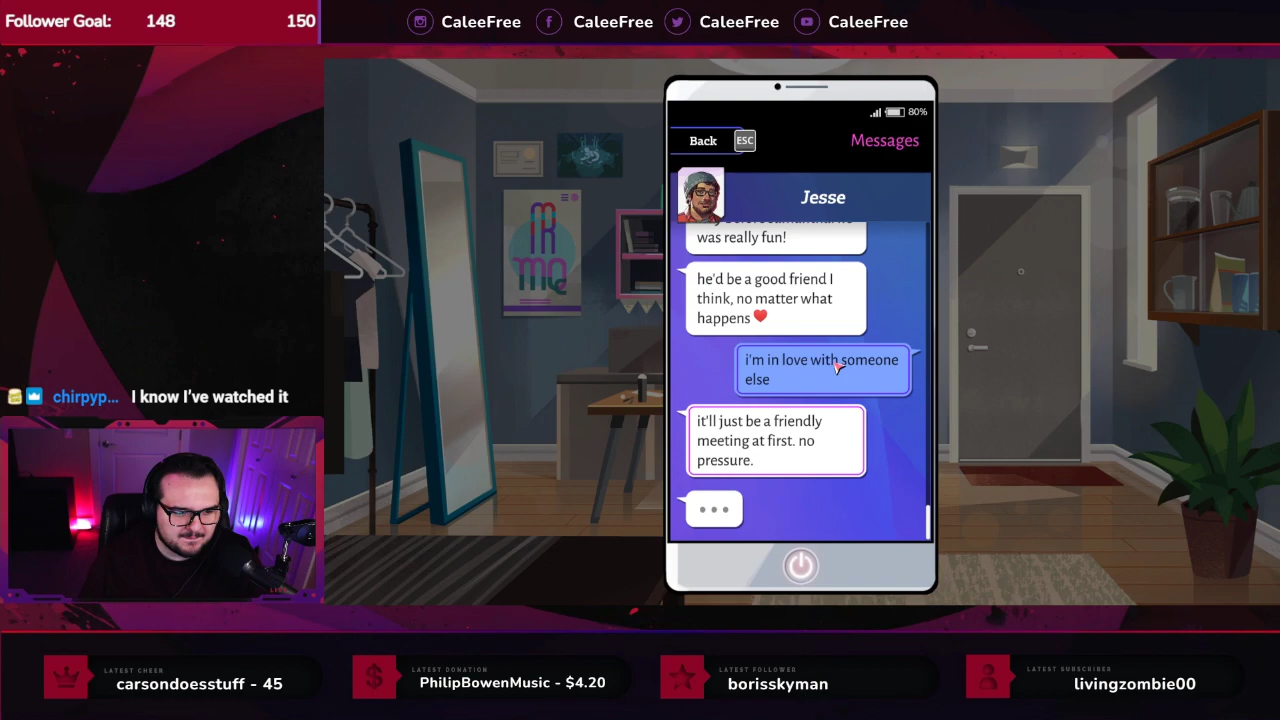 Follower Goal: 148 150
CaleeFree CaleeFree CaleeFree CaleeFree
80%
Back ESC Messages
Jesse
was really fun!
he'd be a good friend I
think, no matter what
happens ❤️
i'm in love with someone
else
it'll just be a friendly
meeting at first. no
pressure.
chirpyp... I know I've watched it
LATEST CHEER
carsondoesstuff - 45
LATEST DONATION
PhilipBowenMusic - $4.20
LATEST FOLLOWER
borisskyman
LATEST SUBSCRIBER
livingzombie00